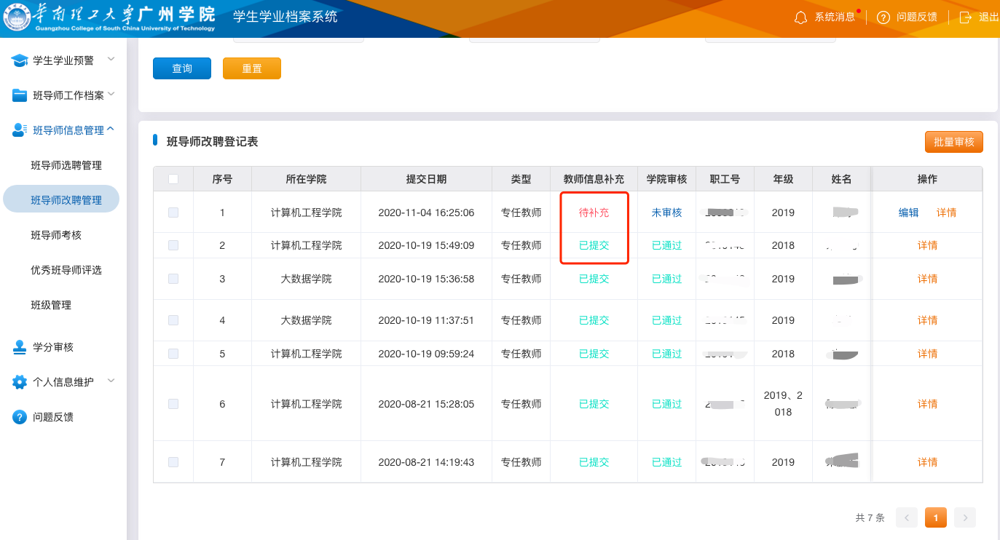 華南理工大学广州学院 学生学业档案系统 系统消息 问题反馈 退出
Guangzhou College of South China University of Technology
学生学业预警
班导师工作档案
班导师信息管理
班导师选聘管理
班导师改聘管理
班导师考核
优秀班导师评选
班级管理
学分审核
个人信息维护
问题反馈
查询 重置
班导师改聘登记表 批量审核
序号 所在学院 提交日期 类型 教师信息补充 学院审核 职工号 年级 姓名 操作
1 计算机工程学院 2020-11-04 16:25:06 专任教师 待补充 未审核 2019 编辑 详情
2 计算机工程学院 2020-10-19 15:49:09 专任教师 已提交 已通过 2018 详情
3 大数据学院 2020-10-19 15:36:58 专任教师 已提交 已通过 2019 详情
4 大数据学院 2020-10-19 11:37:51 专任教师 已提交 已通过 2019 详情
5 计算机工程学院 2020-10-19 09:59:24 专任教师 已提交 已通过 2018 详情
6 计算机工程学院 2020-08-21 15:28:05 专任教师 已提交 已通过 2019、2018 详情
7 计算机工程学院 2020-08-21 14:19:43 专任教师 已提交 已通过 2019 详情
共 7 条 1